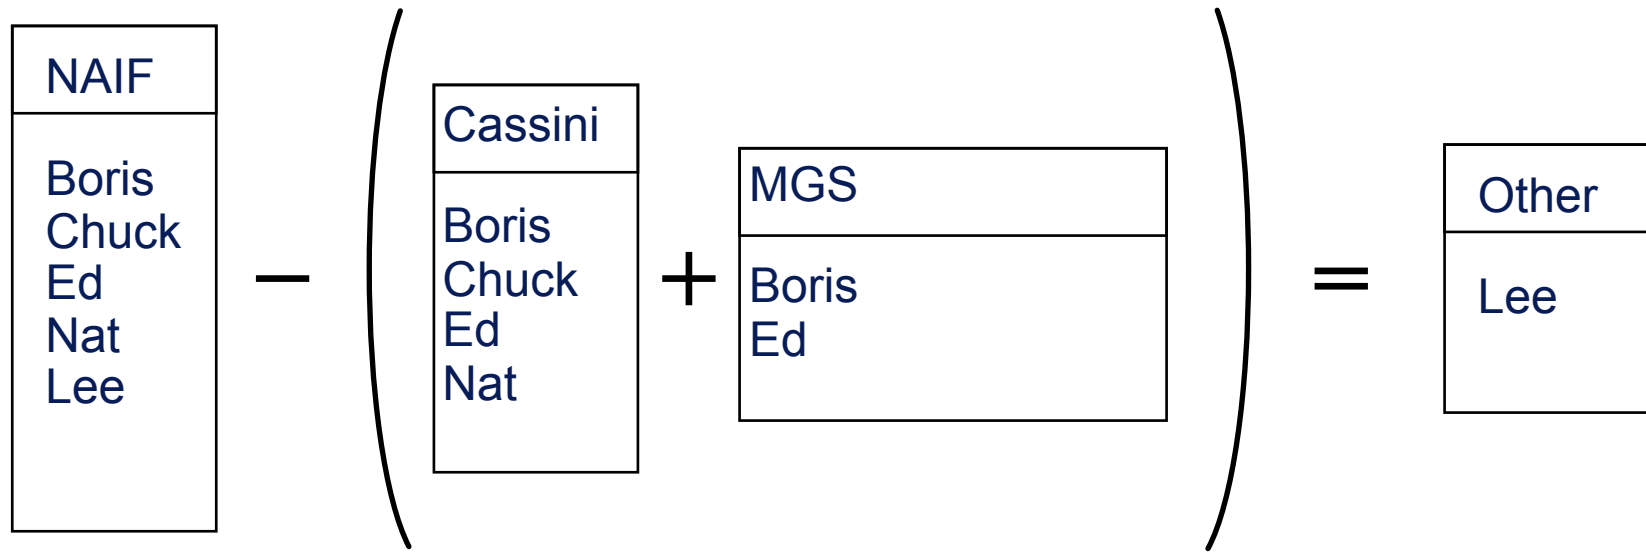 NAIF
Boris
Chuck
Ed
Nat
Lee
−
(
Cassini
Boris
Chuck
Ed
Nat
+
MGS
Boris
Ed
)
=
Other
Lee